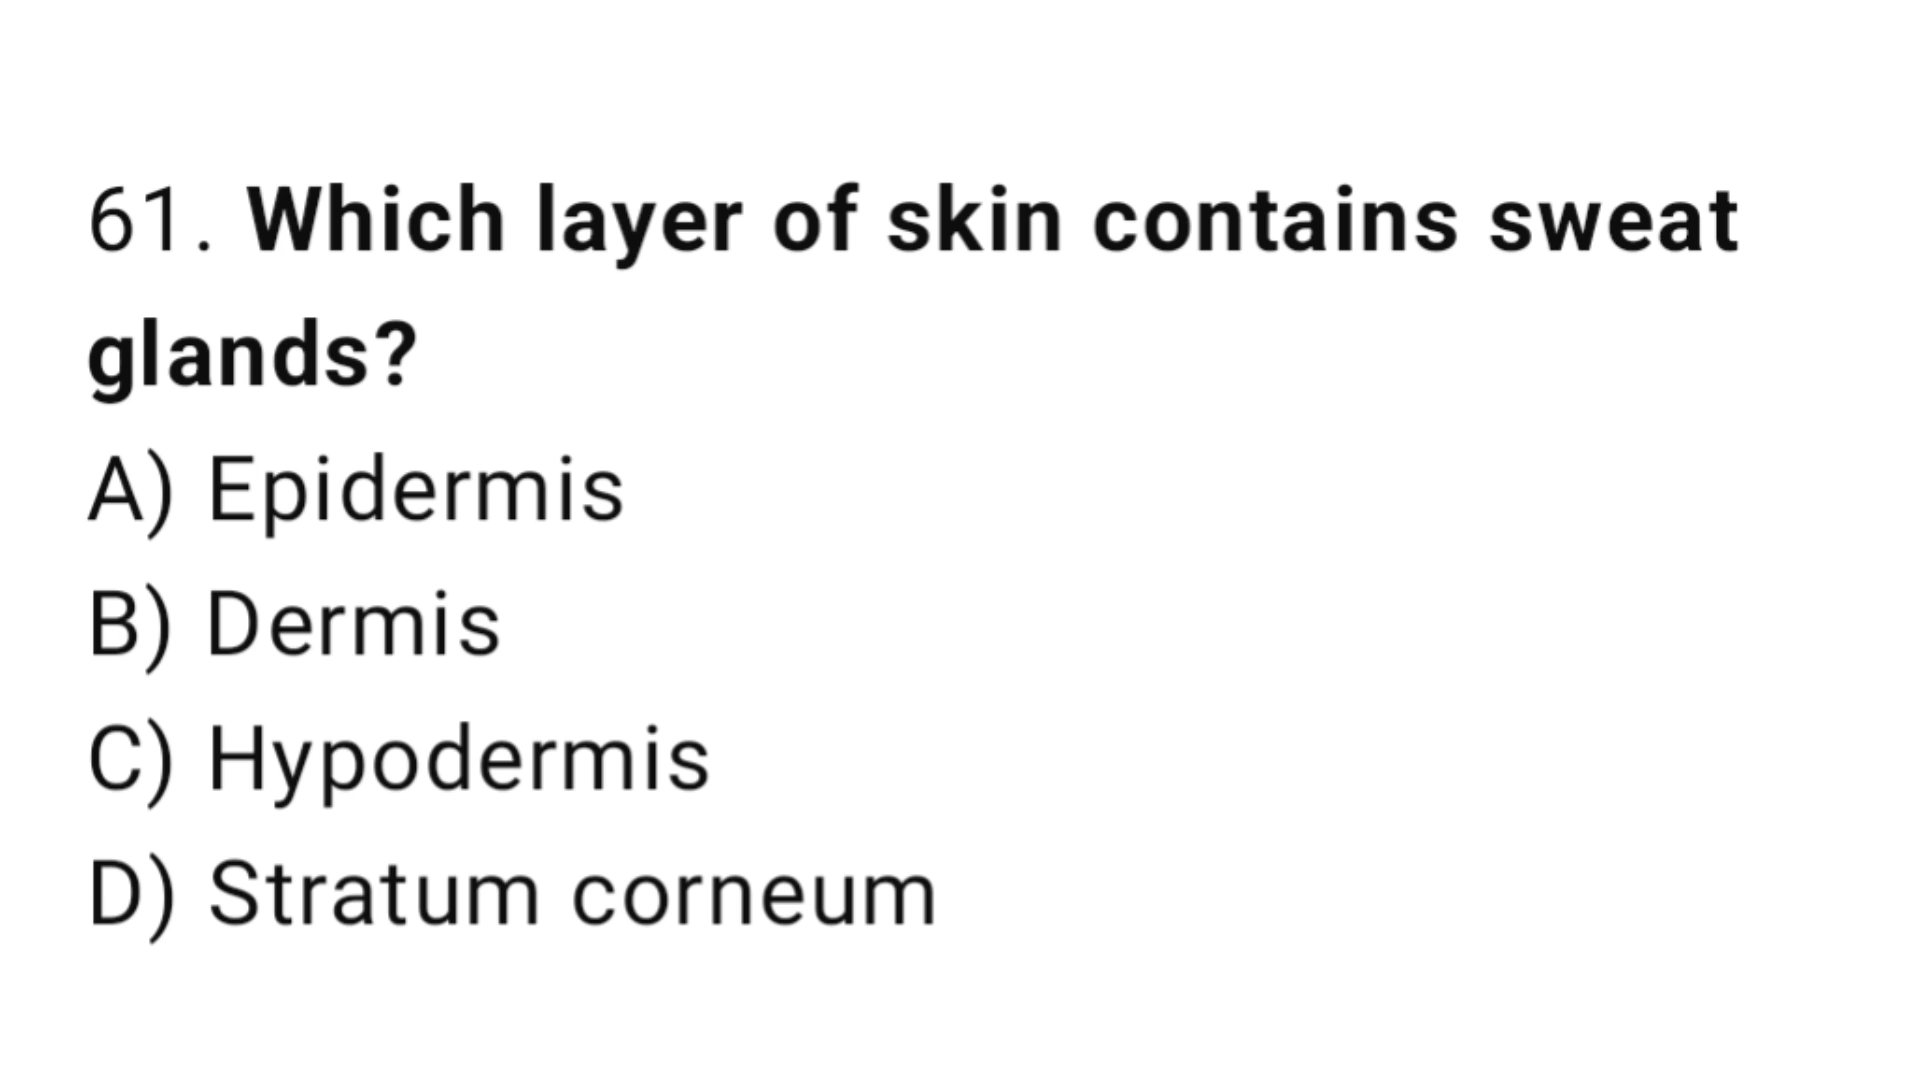 61. Which layer of skin contains sweat
glands?
A) Epidermis
B) Dermis
C) Hypodermis
D) Stratum corneum